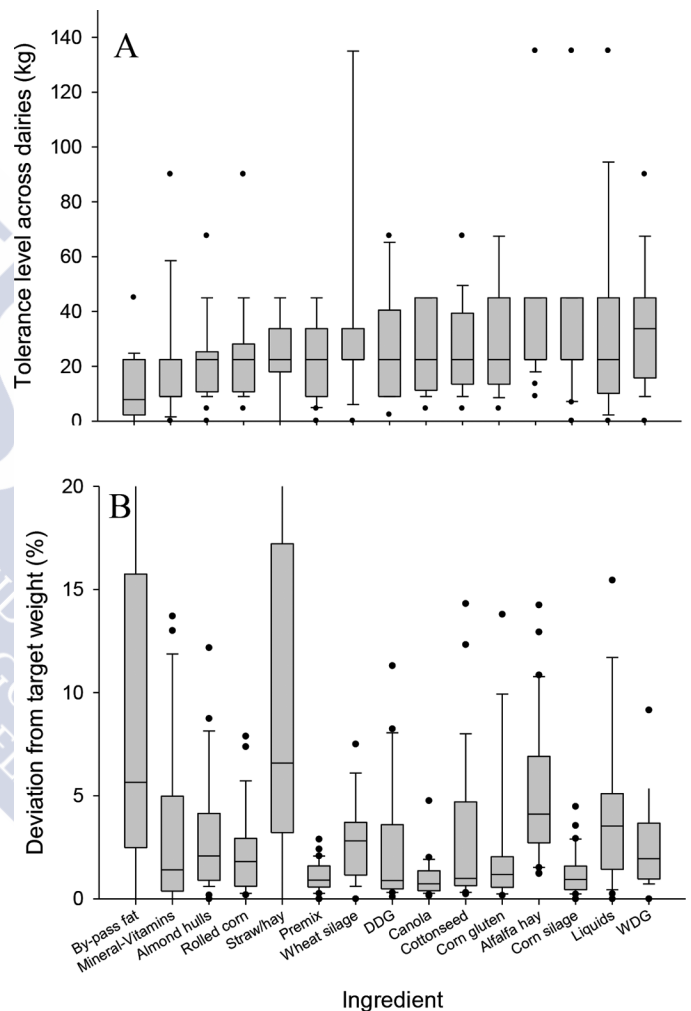 A
Tolerance level across dairies (kg)
140
120
100
80
60
40
20
0
B
Deviation from target weight (%)
20
15
10
5
0
By-pass fat
Mineral-Vitamins
Almond hulls
Rolled corn
Straw/hay
Premix
Wheat silage
DDG
Canola
Cottonseed
Corn gluten
Alfalfa hay
Corn silage
Liquids
WDG
Ingredient